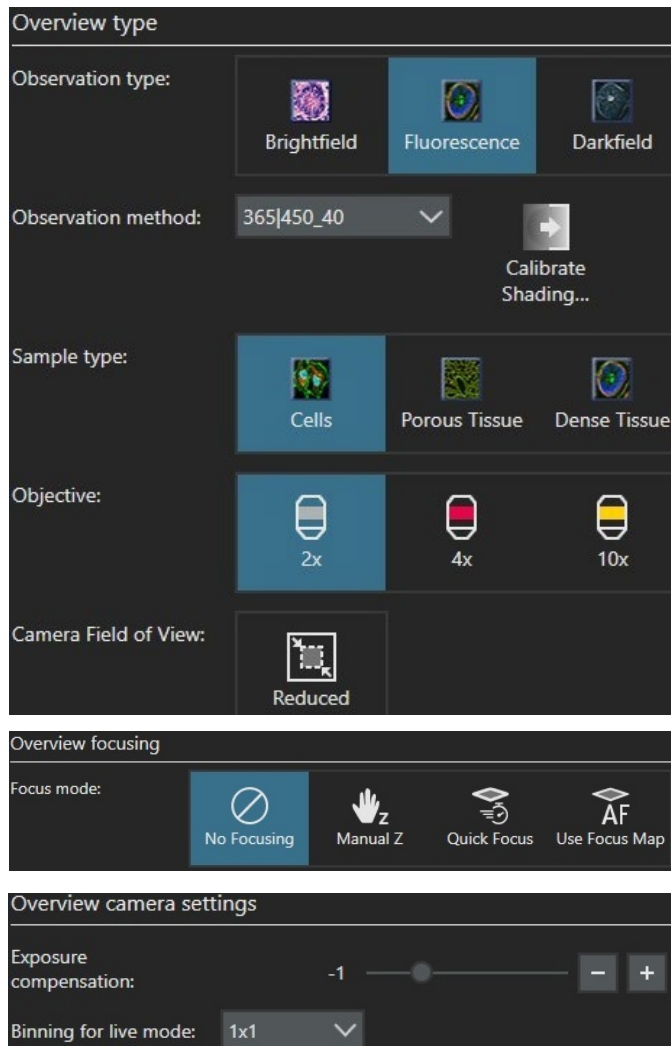 Overview type
Observation type:
Brightfield
Fluorescence
Darkfield
Observation method:
365|450_40
Calibrate
Shading...
Sample type:
Cells
Porous Tissue
Dense Tissue
Objective:
2x
4x
10x
Camera Field of View:
Reduced
Overview focusing
Focus mode:
No Focusing
Z
Manual Z
Quick Focus
AF
Use Focus Map
Overview camera settings
Exposure
compensation:
-1
Binning for live mode:
1x1